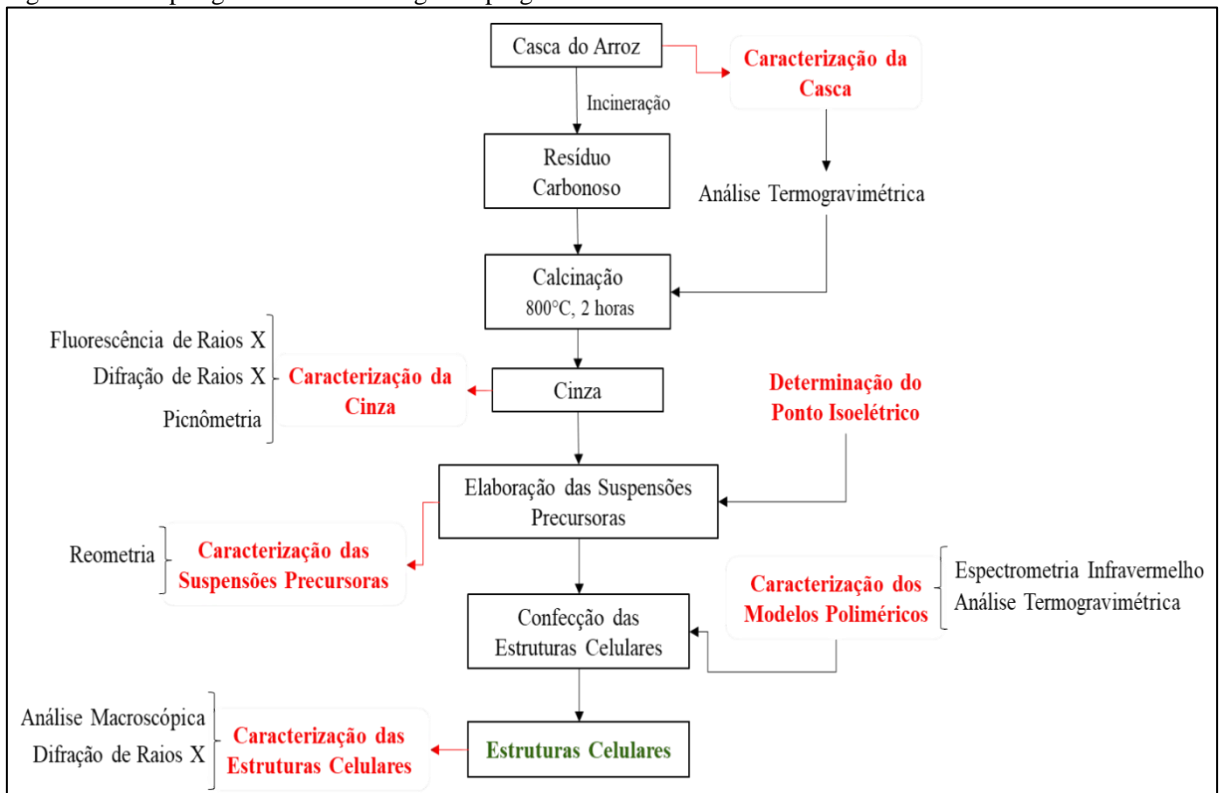 Casca do Arroz
Caracterização da
Casca
Incineração
Resíduo
Carbonoso
Análise Termogravimétrica
Calcinação
800°C, 2 horas
Fluorescência de Raios X
Difração de Raios X
Picnômetria
Caracterização da
Cinza
Cinza
Determinação do
Ponto Isoelétrico
Elaboração das Suspensões
Precursoras
Reometria
Caracterização das
Suspensões Precursoras
Caracterização dos
Modelos Poliméricos
Espectrometria Infravermelho
Análise Termogravimétrica
Confecção das
Estruturas Celulares
Análise Macroscópica
Difração de Raios X
Caracterização das
Estruturas Celulares
Estruturas Celulares